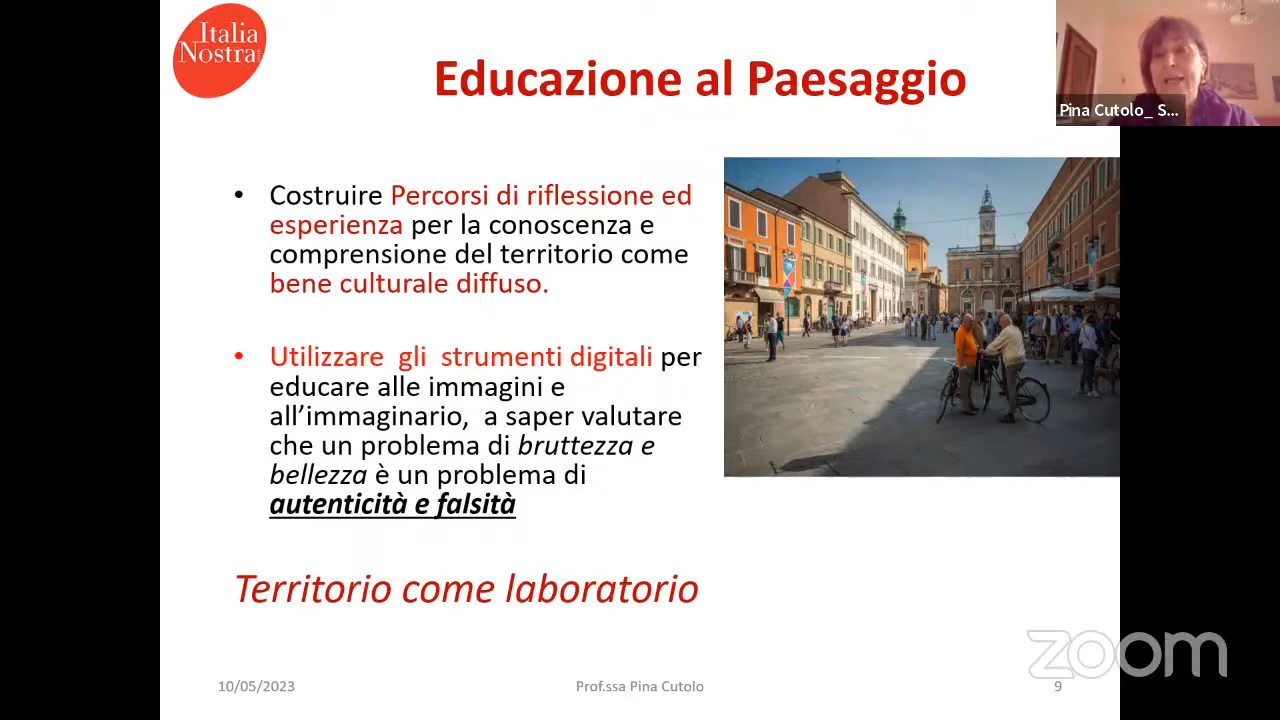 Italia
Nostra
Educazione al Paesaggio
Pina Cutolo_ S...
• Costruire Percorsi di riflessione ed
esperienza per la conoscenza e
comprensione del territorio come
bene culturale diffuso.
• Utilizzare gli strumenti digitali per
educare alle immagini e
all’immaginario, a saper valutare
che un problema di bruttezza e
bellezza è un problema di
autenticità e falsità
Territorio come laboratorio
zoom
10/05/2023
Prof.ssa Pina Cutolo
9